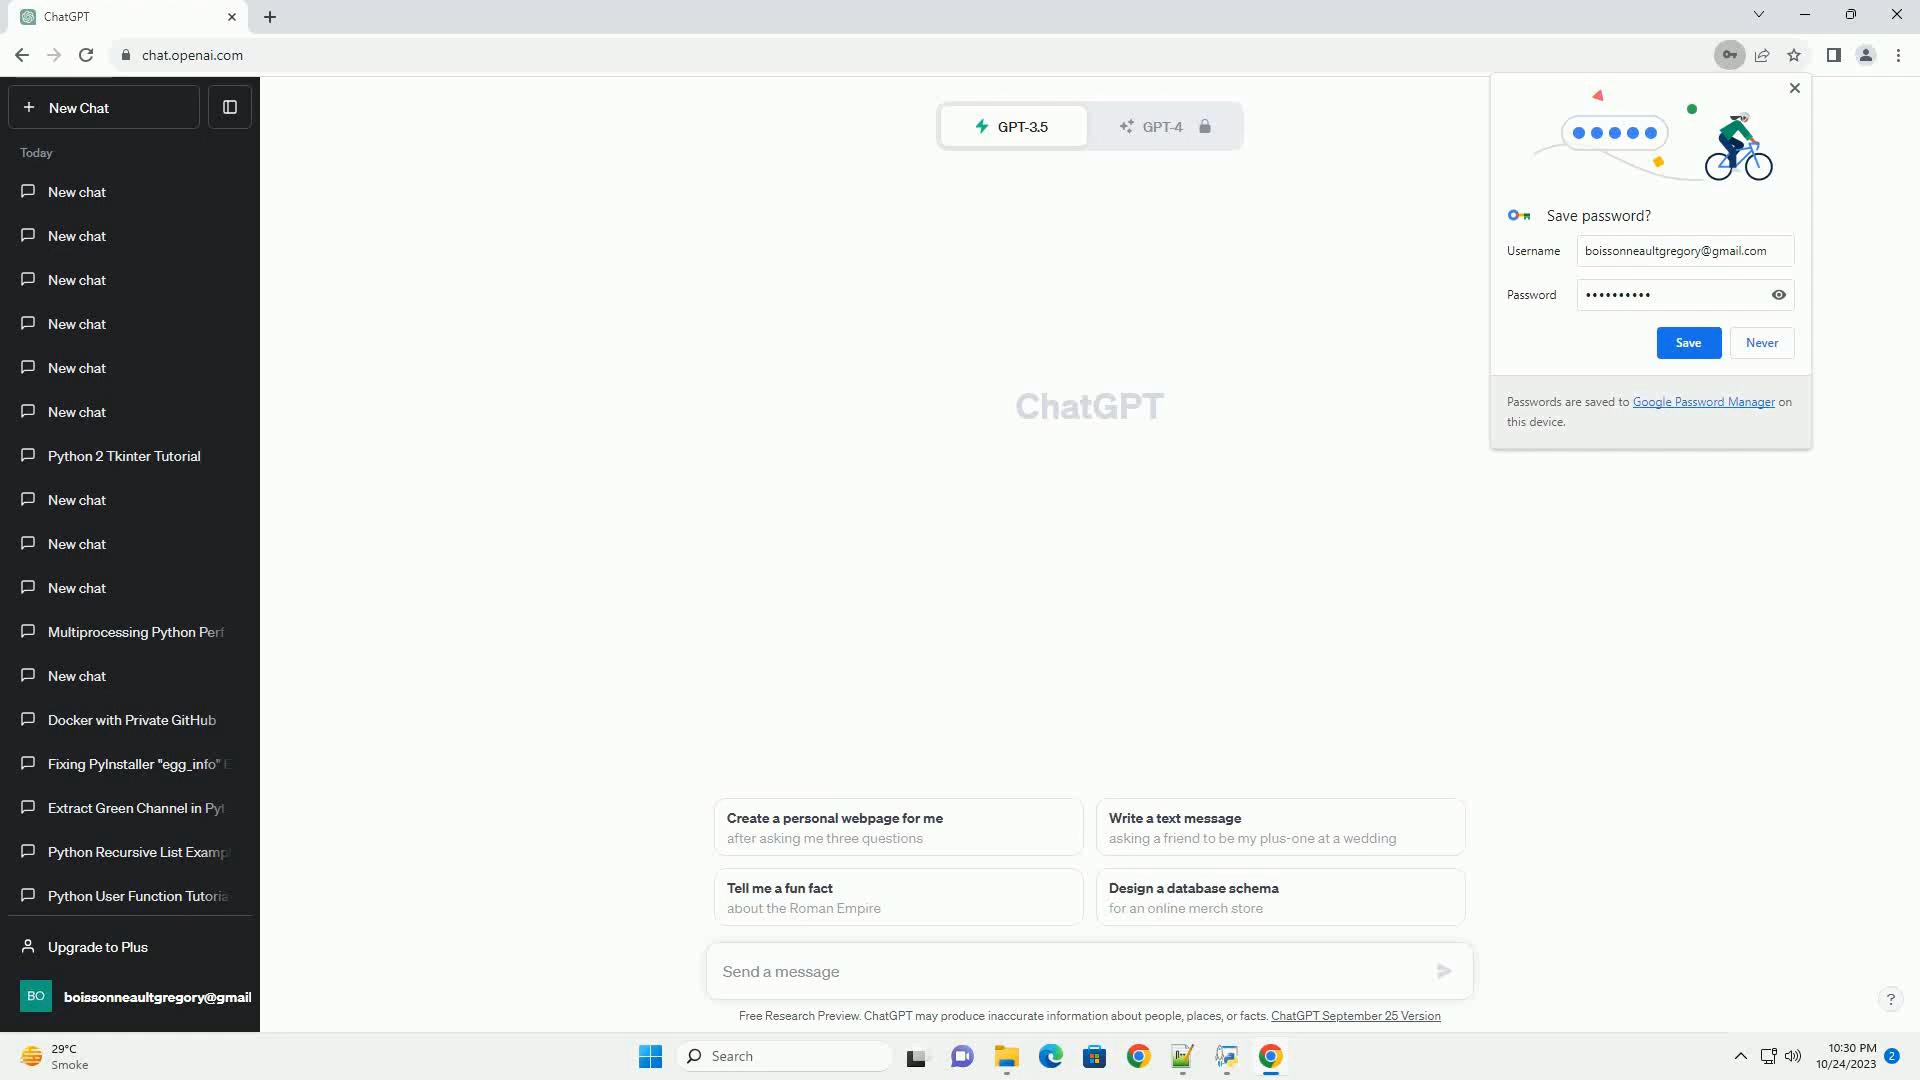 ChatGPT
chat.openai.com
New Chat
Today
New chat
New chat
New chat
New chat
New chat
New chat
Python 2 Tkinter Tutorial
New chat
New chat
New chat
Multiprocessing Python Perf
New chat
Docker with Private GitHub
Fixing PyInstaller "egg_info" E
Extract Green Channel in Pyt
Python Recursive List Examp
Python User Function Tutoria
Upgrade to Plus
BO boissonneaultgregory@gmail
GPT-3.5
GPT-4
ChatGPT
Create a personal webpage for me
after asking me three questions
Write a text message
asking a friend to be my plus-one at a wedding
Tell me a fun fact
about the Roman Empire
Design a database schema
for an online merch store
Send a message
Free Research Preview. ChatGPT may produce inaccurate information about people, places, or facts. ChatGPT September 25 Version
?
Save password?
Username boissonneaultgregory@gmail.com
Password ••••••••••
Save Never
Passwords are saved to Google Password Manager on
this device.
29°C
Smoke
Search
10:30 PM
10/24/2023
2